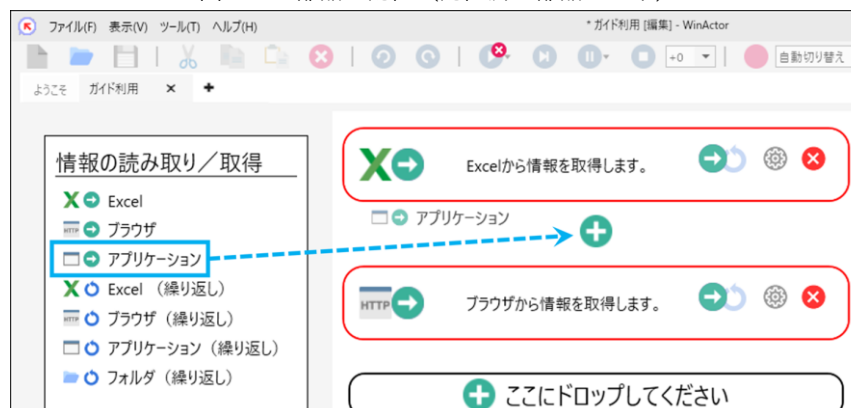 ファイル(F) 表示(V) ツール(T) ヘルプ(H) * ガイド利用 [編集] - WinActor
+0 自動切り替え
ようこそ ガイド利用 × +
情報の読み取り／取得
Excel
HTTP ブラウザ
アプリケーション
Excel （繰り返し）
HTTP ブラウザ（繰り返し）
アプリケーション（繰り返し）
フォルダ（繰り返し）
Excelから情報を取得します。
アプリケーション
HTTP ブラウザから情報を取得します。
ここにドロップしてください